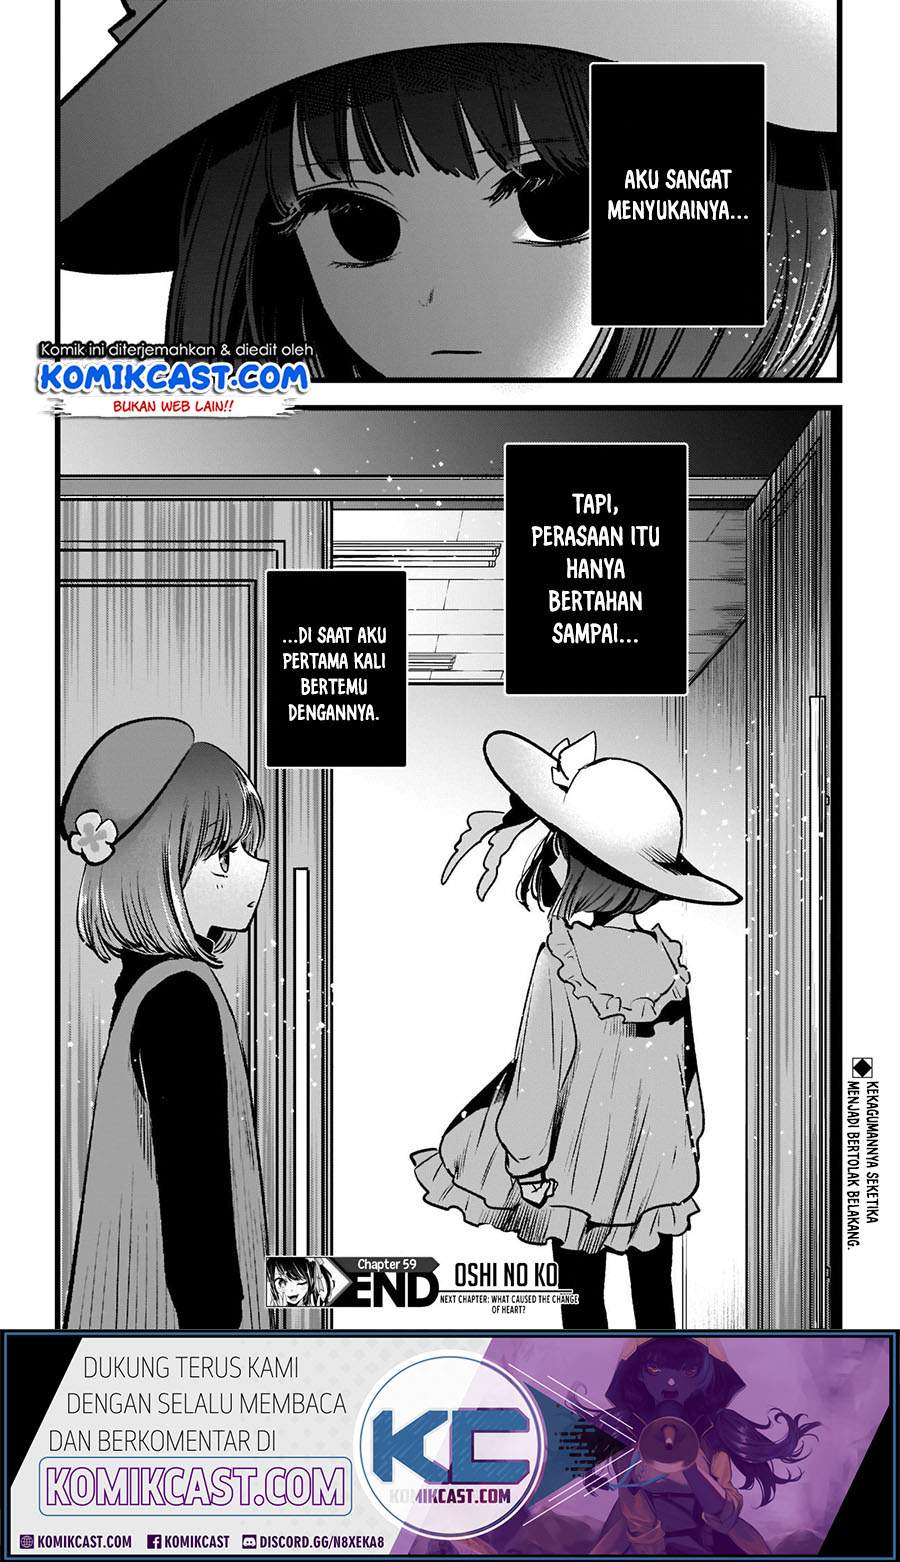 AKU SANGAT
MENYUKAINYA...
Komik ini diterjemahkan & diedit oleh
KOMIKCAST.COM
BUKAN WEB LAIN!!
TAPI,
PERASAAN ITU
HANYA
BERTAHAN
SAMPAI...
...DI SAAT AKU
PERTAMA KALI
BERTEMU
DENGANNYA.
KEKAGUMANNYA SEKETIKA
MENJADI BERTOLAK BELAKANG.
Chapter 59
END
OSHI NO KO
NEXT CHAPTER: WHAT CAUSED THE CHANGE
OF HEART?
DUKUNG TERUS KAMI
DENGAN SELALU MEMBACA
DAN BERKOMENTAR DI
KOMIKCAST.COM
KC
KOMIKCAST.COM
KOMIKCAST.COM
KOMIKCASTCOM
DISCORD.GG/N8XEKA8